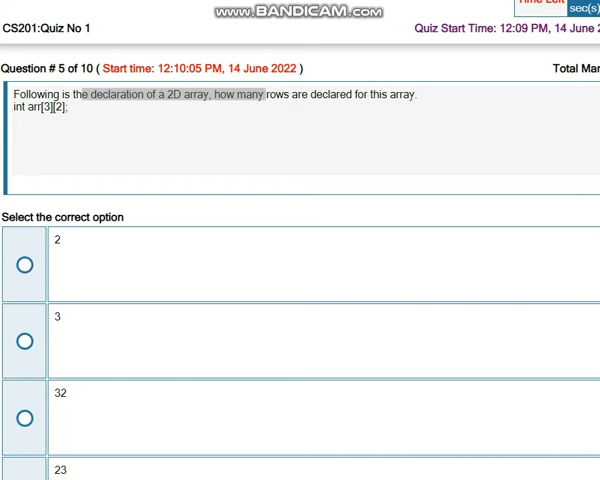 www.BANDICAM.com
Time Left
sec(s)
CS201:Quiz No 1
Quiz Start Time: 12:09 PM, 14 June 2
Question # 5 of 10 ( Start time: 12:10:05 PM, 14 June 2022 )
Total Mar
Following is the declaration of a 2D array, how many rows are declared for this array.
int arr[3][2];
Select the correct option
2
3
32
23